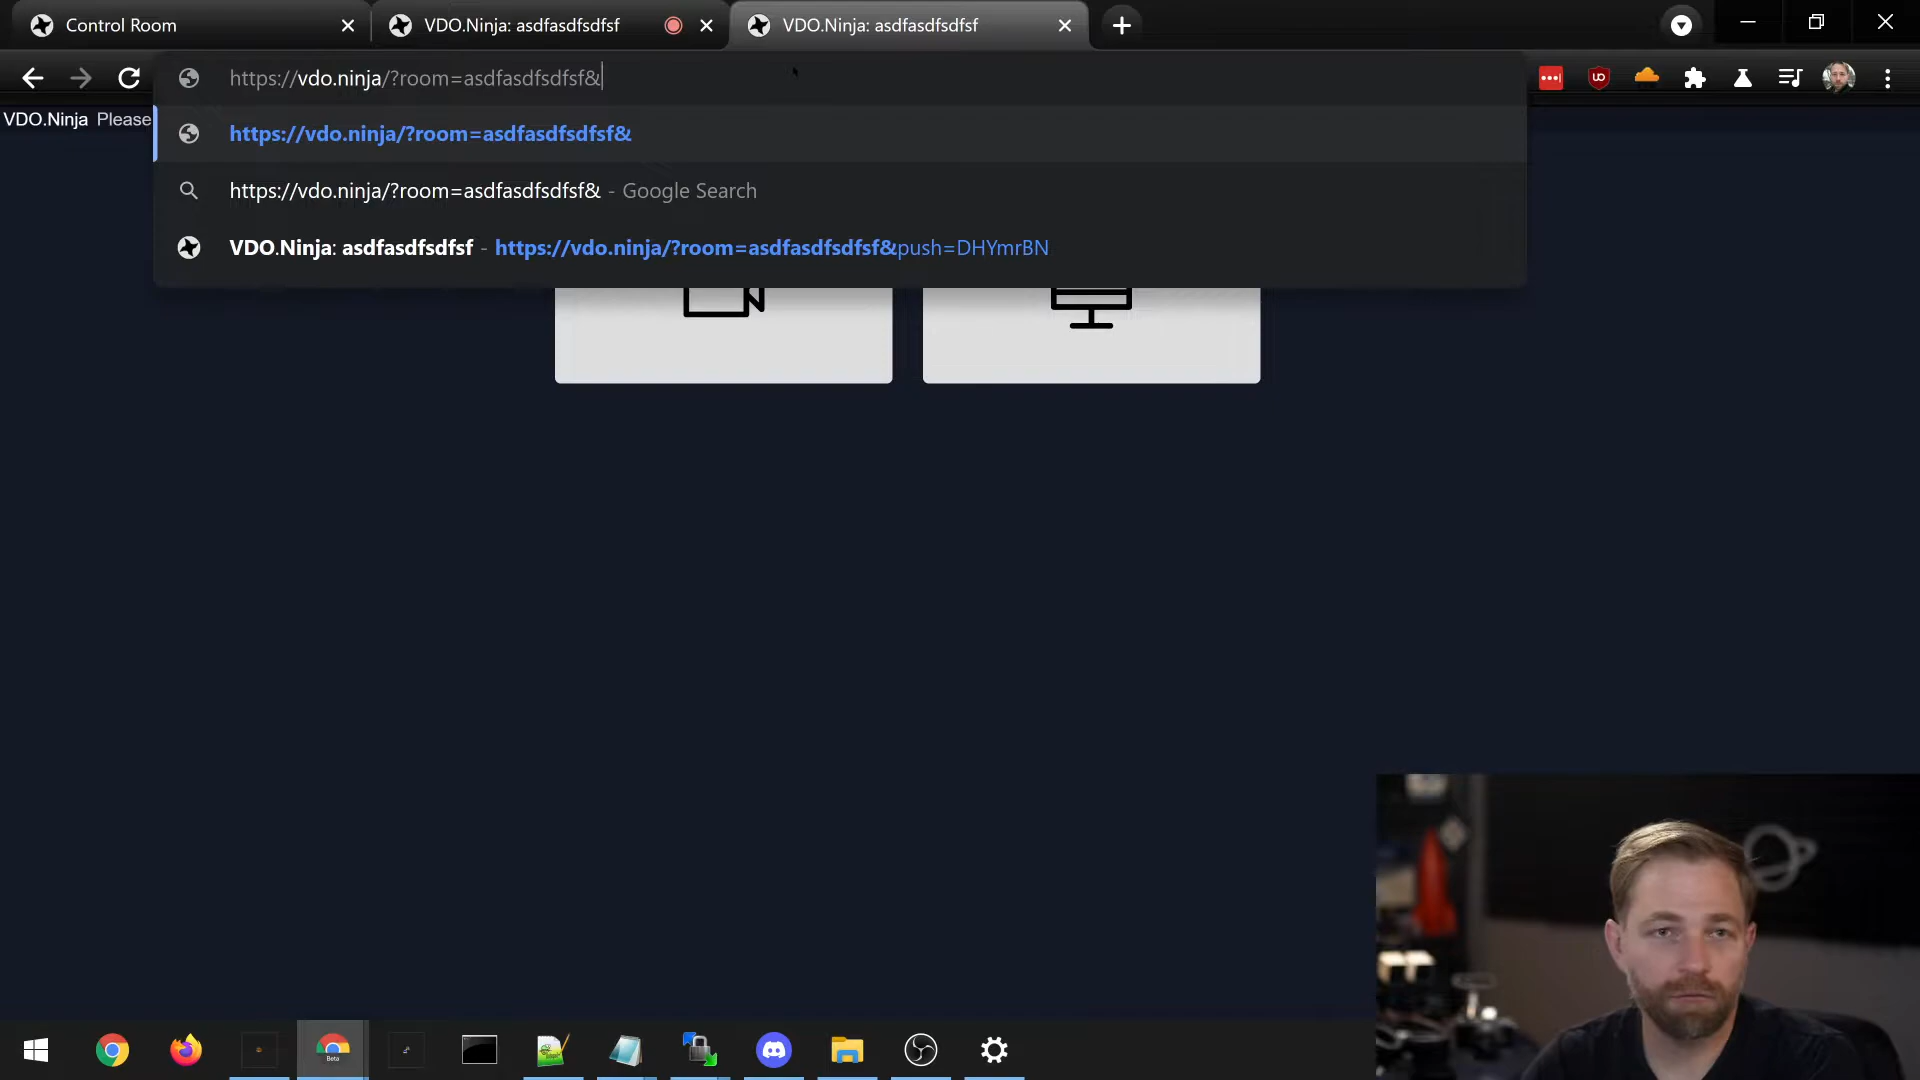 Control Room
VDO.Ninja: asdfasdfsdfsf
VDO.Ninja: asdfasdfsdfsf
https://vdo.ninja/?room=asdfasdfsdfsf&
VDO.Ninja Please
https://vdo.ninja/?room=asdfasdfsdfsf&
https://vdo.ninja/?room=asdfasdfsdfsf& - Google Search
VDO.Ninja: asdfasdfsdfsf - https://vdo.ninja/?room=asdfasdfsdfsf&push=DHYmrBN
Beta